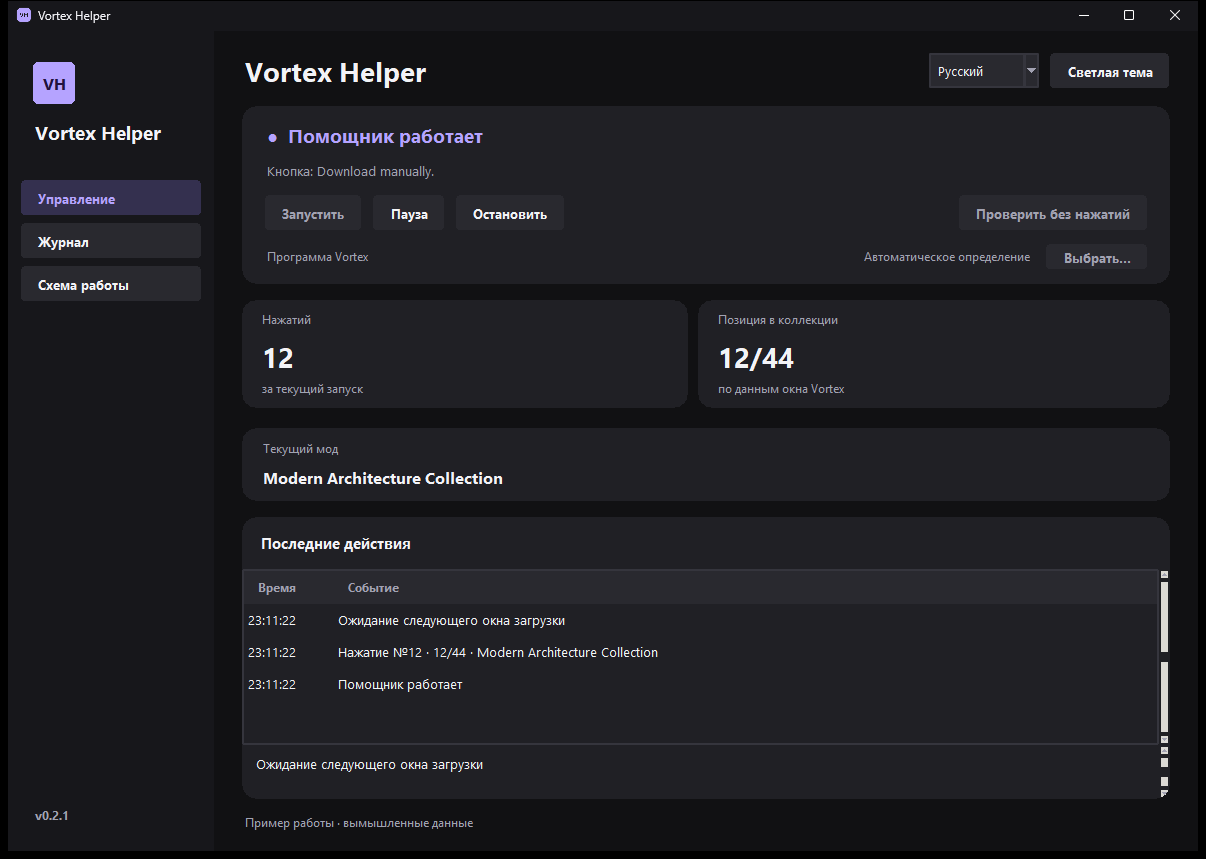 VH Vortex Helper
VH
Vortex Helper
Управление
Журнал
Схема работы
v0.2.1
Vortex Helper
Русский
Светлая тема
● Помощник работает
Кнопка: Download manually.
Запустить Пауза Остановить Проверить без нажатий
Программа Vortex Автоматическое определение Выбрать...
Нажатий
12
за текущий запуск
Позиция в коллекции
12/44
по данным окна Vortex
Текущий мод
Modern Architecture Collection
Последние действия
Время Событие
23:11:22 Ожидание следующего окна загрузки
23:11:22 Нажатие №12 · 12/44 · Modern Architecture Collection
23:11:22 Помощник работает
Ожидание следующего окна загрузки
Пример работы · вымышленные данные